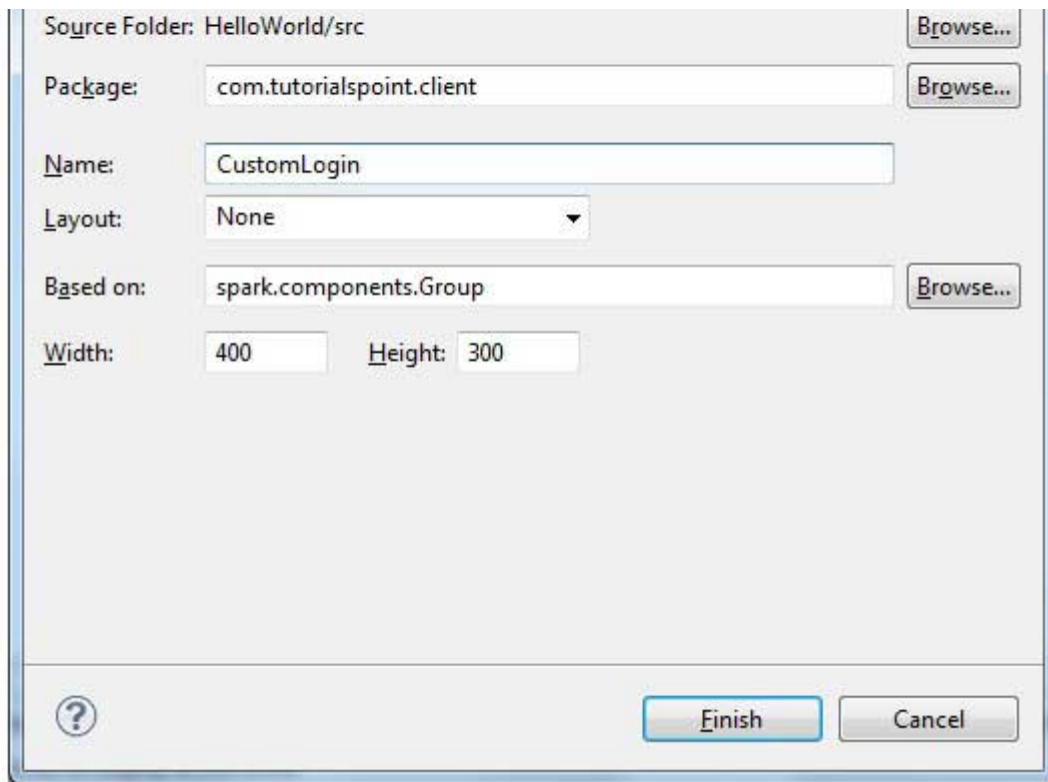 Source Folder: HelloWorld/src Browse...
Package: com.tutorialspoint.client Browse...
Name: CustomLogin
Layout: None
Based on: spark.components.Group Browse...
Width: 400 Height: 300
? Finish Cancel